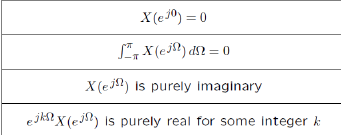 X(e^{j0}) = 0
∫_{-π}^{π} X(e^{jΩ}) dΩ = 0
X(e^{jΩ}) is purely imaginary
e^{jkΩ}X(e^{jΩ}) is purely real for some integer k